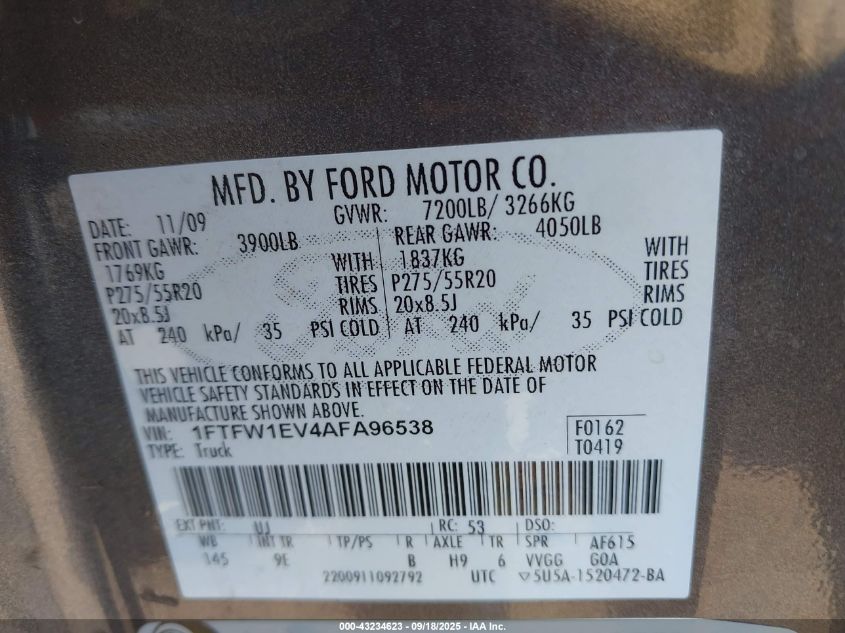 MFD. BY FORD MOTOR CO.
DATE: 11/09 GVWR: 7200LB/ 3266KG
FRONT GAWR: 3900LB REAR GAWR: 4050LB
1769KG WITH 1837KG WITH
P275/55R20 TIRES P275/55R20 TIRES
20x8.5J RIMS 20x8.5J RIMS
AT 240 kPa/ 35 PSI COLD AT 240 kPa/ 35 PSI COLD
THIS VEHICLE CONFORMS TO ALL APPLICABLE FEDERAL MOTOR
VEHICLE SAFETY STANDARDS IN EFFECT ON THE DATE OF
MANUFACTURE SHOWN ABOVE.
VIN: 1FTFW1EV4AFA96538 F0162
TYPE: Truck T0419
EXT PNT: UJ RC: 53 DSO:
WB INT TR TP/PS R AXLE TR SPR AF615
145 9E B H9 6 VVGG GOA
2200911092792 UTC ▽5U5A-1520472-BA
000-43234623 - 09/18/2025 - IAA Inc.